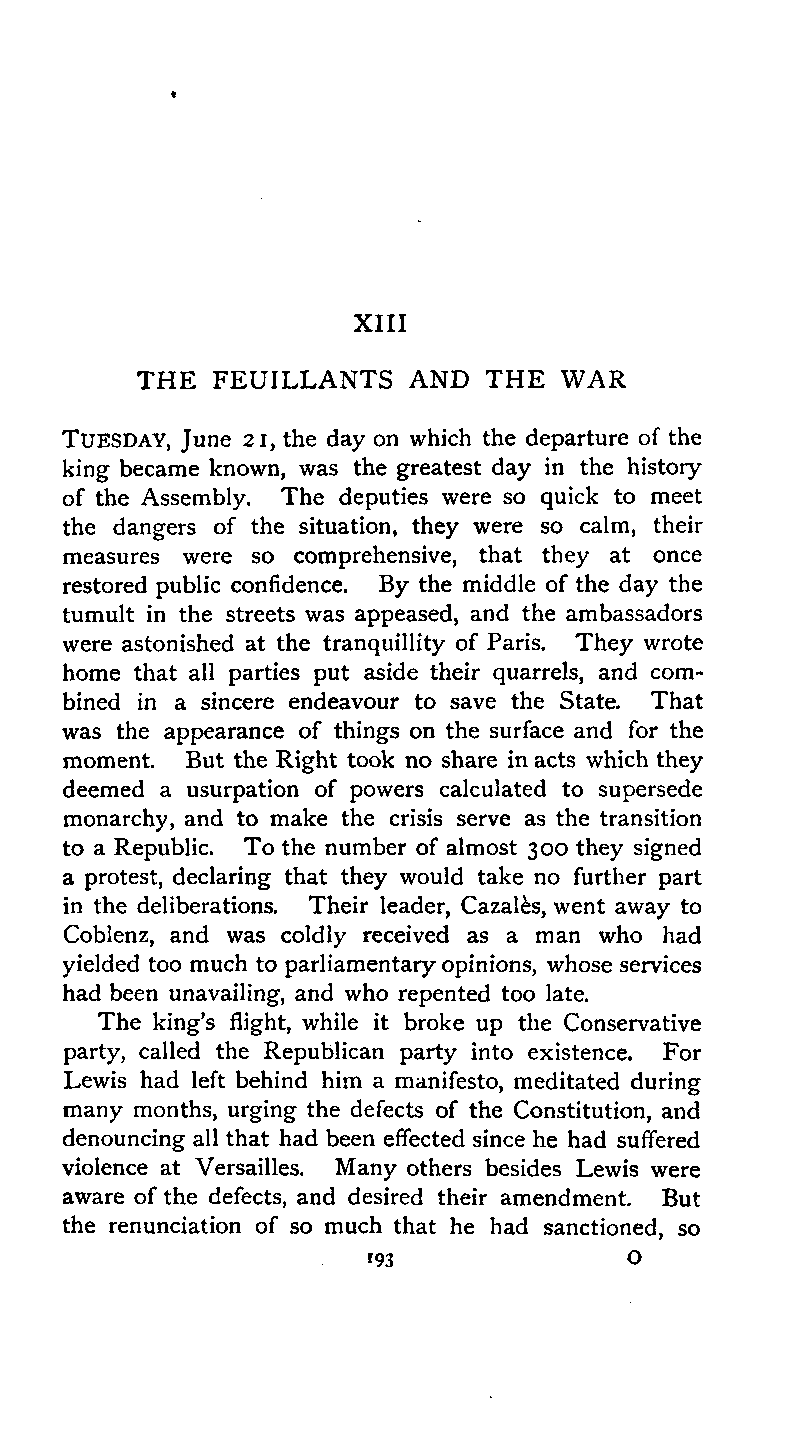 XIII
THE FEUILLANTS AND THE WAR
TUESDAY, June 21, the day on which the departure of the
king became known, was the greatest day in the history
of the Assembly. The deputies were so quick to meet
the dangers of the situation, they were so calm, their
measures were so comprehensive, that they at once
restored public confidence. By the middle of the day the
tumult in the streets was appeased, and the ambassadors
were astonished at the tranquillity of Paris. They wrote
home that all parties put aside their quarrels, and com-
bined in a sincere endeavour to save the State. That
was the appearance of things on the surface and for the
moment. But the Right took no share in acts which they
deemed a usurpation of powers calculated to supersede
monarchy, and to make the crisis serve as the transition
to a Republic. To the number of almost 300 they signed
a protest, declaring that they would take no further part
in the deliberations. Their leader, Cazalès, went away to
Coblenz, and was coldly received as a man who had
yielded too much to parliamentary opinions, whose services
had been unavailing, and who repented too late.
The king's flight, while it broke up the Conservative
party, called the Republican party into existence. For
Lewis had left behind him a manifesto, meditated during
many months, urging the defects of the Constitution, and
denouncing all that had been effected since he had suffered
violence at Versailles. Many others besides Lewis were
aware of the defects, and desired their amendment. But
the renunciation of so much that he had sanctioned, so
193 O